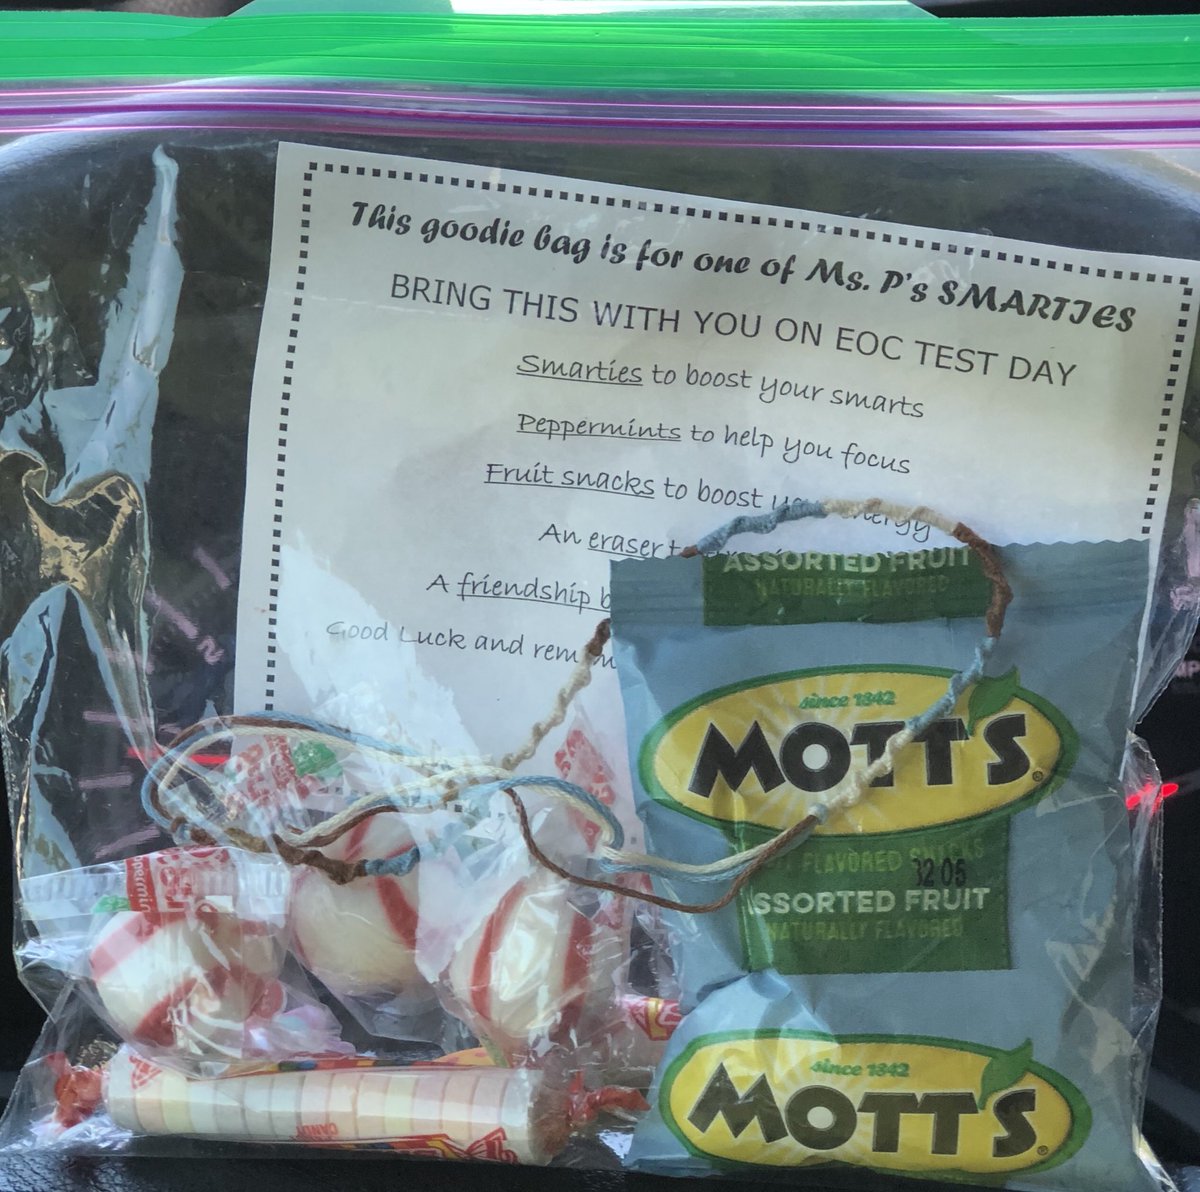 This goodie bag is for one of Ms. P's SMARTIES
BRING THIS WITH YOU ON EOC TEST DAY
Smarties to boost your smarts
Peppermints to help you focus
Fruit snacks to boost energy
An eraser
A friendship
Good Luck and
ASSORTED FRUIT
NATURALLY FLAVORED
since 1842
MOTT'S
FLAVORED SNACKS
32 05
ASSORTED FRUIT
NATURALLY FLAVORED
since 1842
MOTT'S